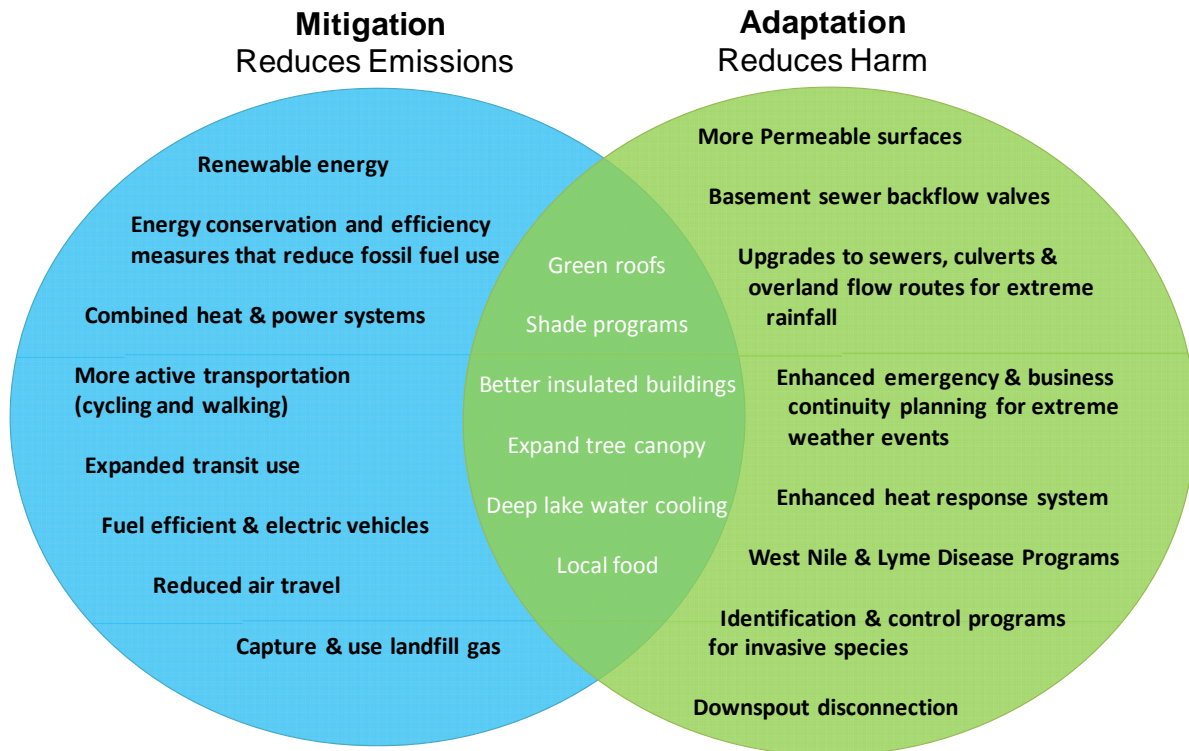 Mitigation
Reduces Emissions
Adaptation
Reduces Harm
Renewable energy
Energy conservation and efficiency
measures that reduce fossil fuel use
Combined heat & power systems
More active transportation
(cycling and walking)
Expanded transit use
Fuel efficient & electric vehicles
Reduced air travel
Capture & use landfill gas
Green roofs
Shade programs
Better insulated buildings
Expand tree canopy
Deep lake water cooling
Local food
More Permeable surfaces
Basement sewer backflow valves
Upgrades to sewers, culverts &
overland flow routes for extreme
rainfall
Enhanced emergency & business
continuity planning for extreme
weather events
Enhanced heat response system
West Nile & Lyme Disease Programs
Identification & control programs
for invasive species
Downspout disconnection